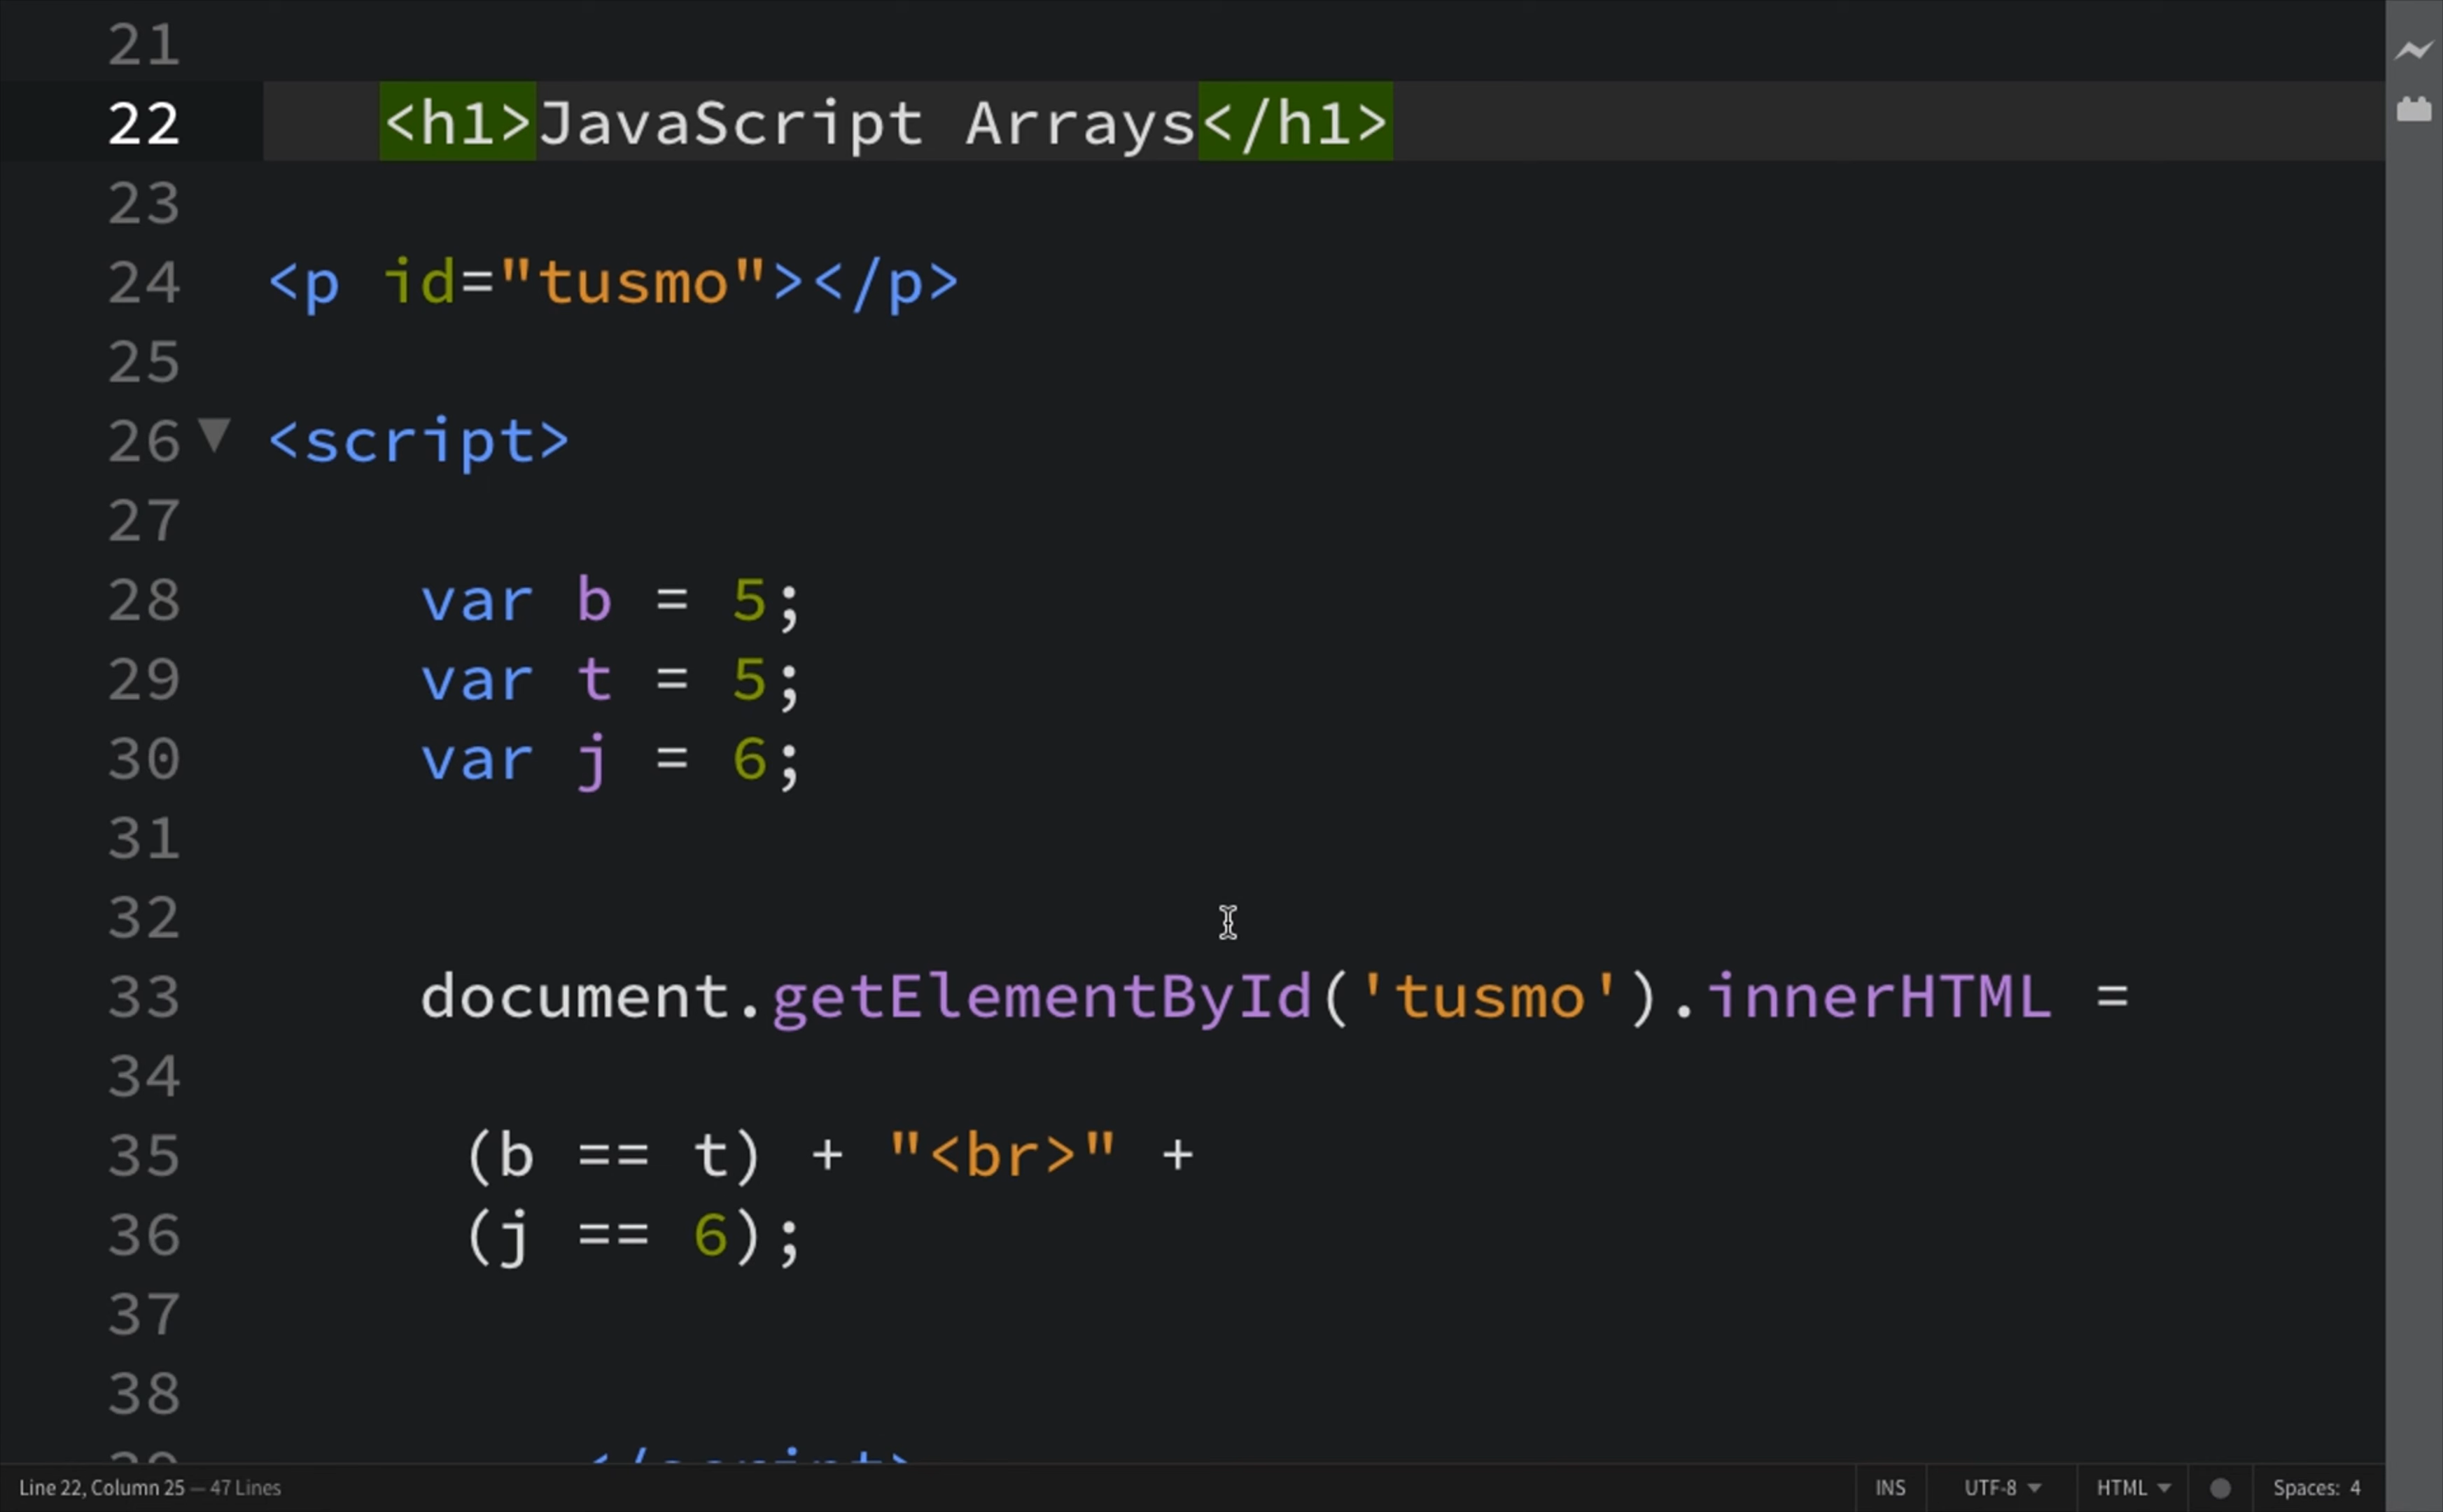 21
22 <h1>JavaScript Arrays</h1>
23
24 <p id="tusmo"></p>
25
26 <script>
27
28 var b = 5;
29 var t = 5;
30 var j = 6;
31
32
33 document.getElementById('tusmo').innerHTML =
34
35 (b == t) + "<br>" +
36 (j == 6);
37
38
39 </script>
Line 22, Column 25 — 47 Lines INS UTF-8 HTML Spaces: 4